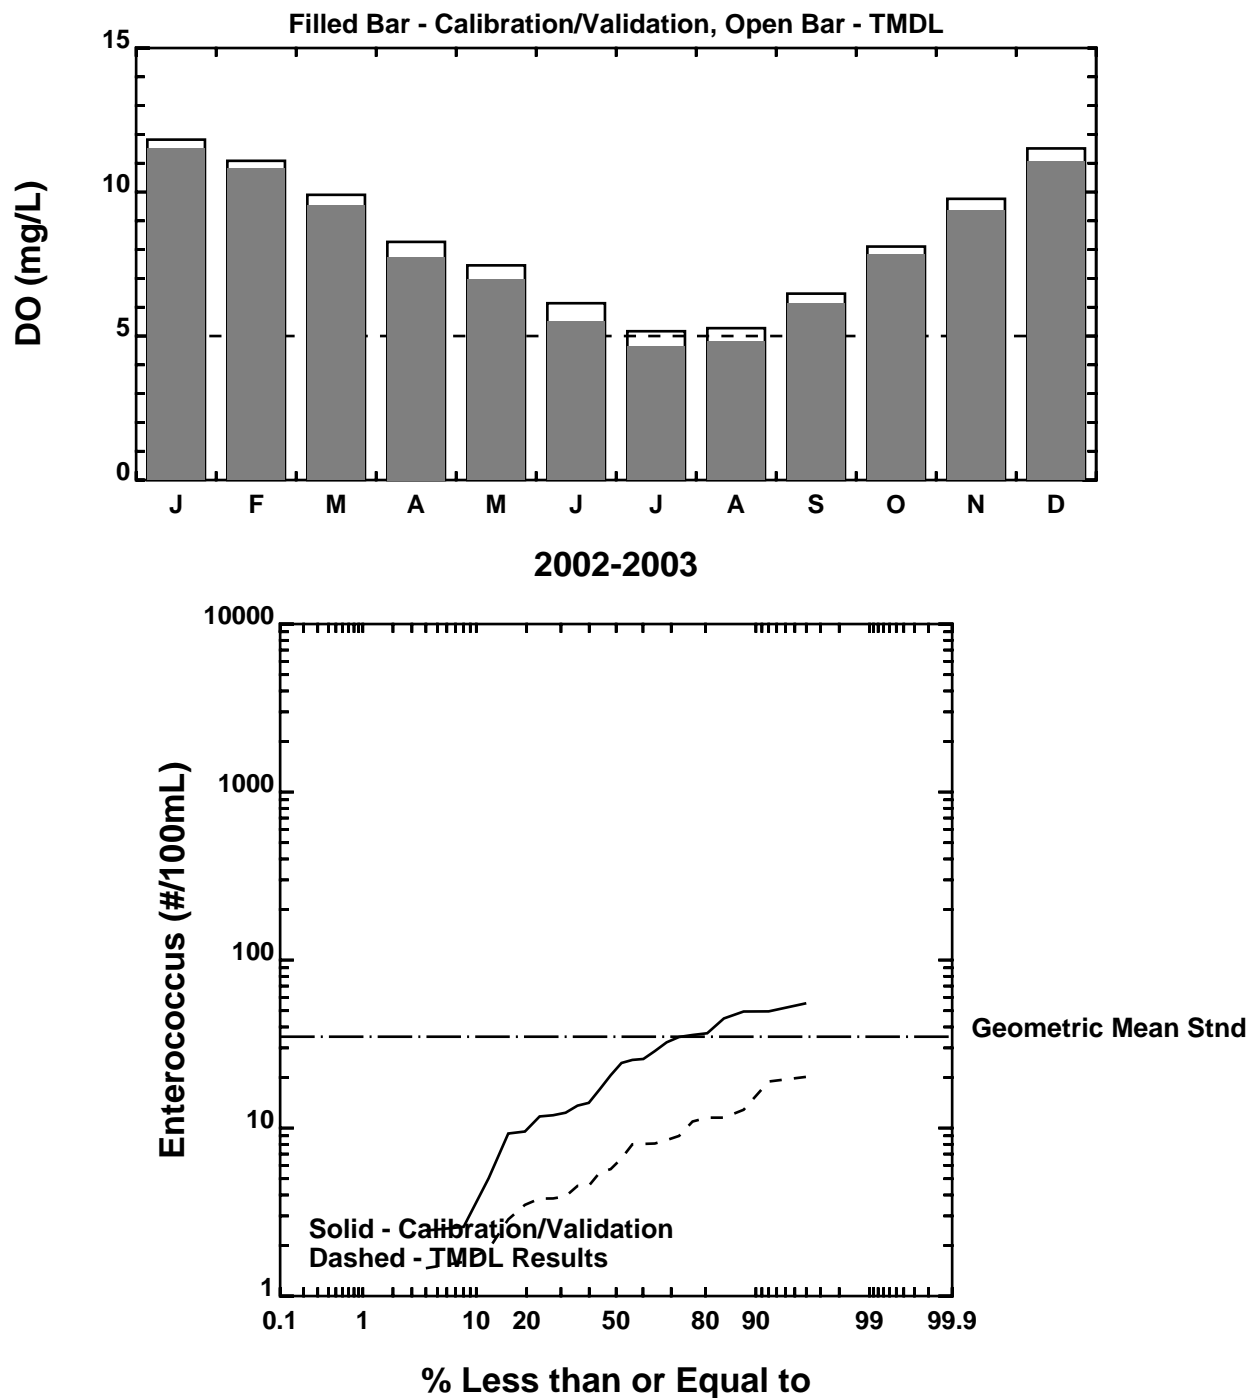 Filled Bar - Calibration/Validation, Open Bar - TMDL
15
10
5
0
DO (mg/L)
J F M A M J J A S O N D
2002-2003
10000
1000
100
10
1
Enterococcus (#/100mL)
Geometric Mean Stnd
Solid - Calibration/Validation
Dashed - TMDL Results
0.1 1 10 20 50 80 90 99 99.9
% Less than or Equal to